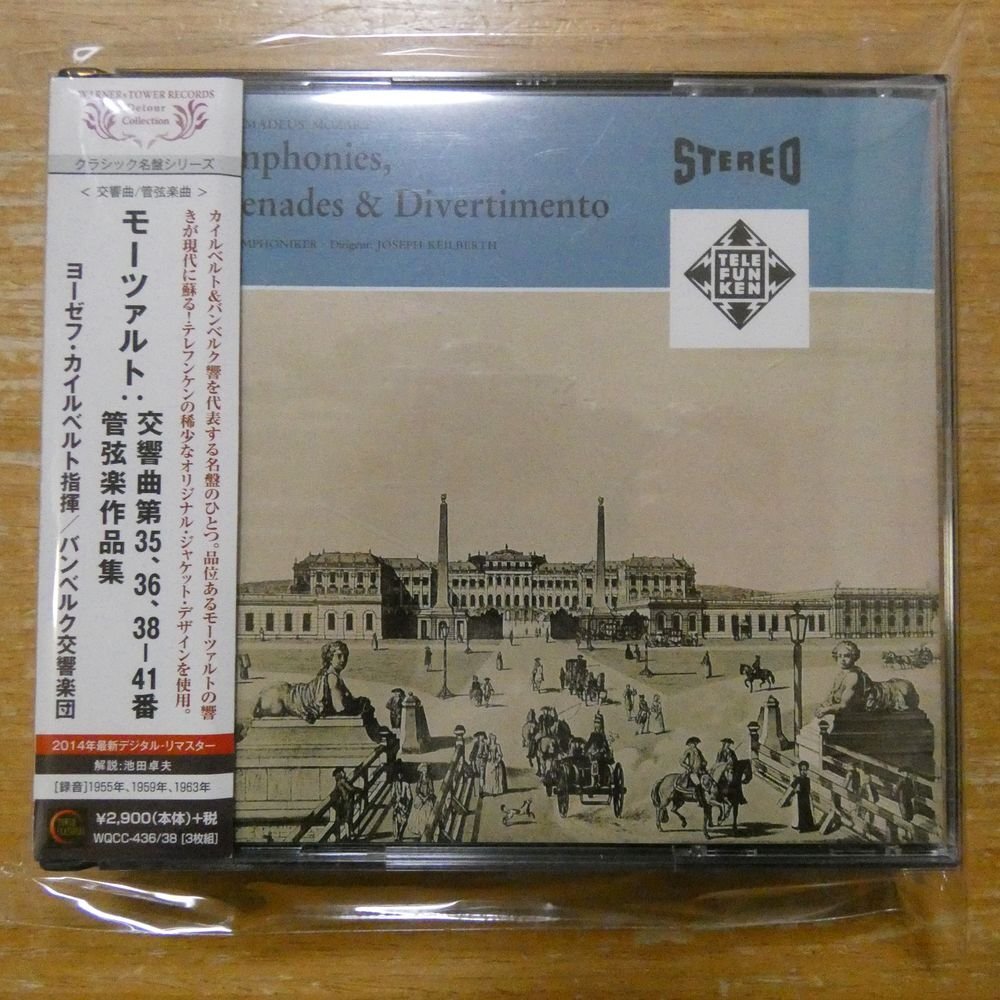 WARNER・TOWER RECORDS
Detour
Collection
クラシック名盤シリーズ
< 交響曲/管弦楽曲 >
カイルベルト&バンベルク響を代表する名盤のひとつ。品位あるモーツァルトの響
きが現代に蘇る!テレフンケンの稀少なオリジナル・ジャケット・デザインを使用。
モーツァルト:交響曲第35、36、38－41番
管弦楽作品集
ヨーゼフ・カイルベルト指揮/バンベルク交響楽団
2014年最新デジタル・リマスター
解説:池田卓夫
[録音]1955年、1959年、1963年
¥2,900(本体)+税
WQCC-436/38 [3枚組]
MADEUS MOZART
mphonies,
enades & Divertimento
MPHONIKER · Dirigent: JOSEPH KEILBERTH
STEREO
TELE
FUN
KEN